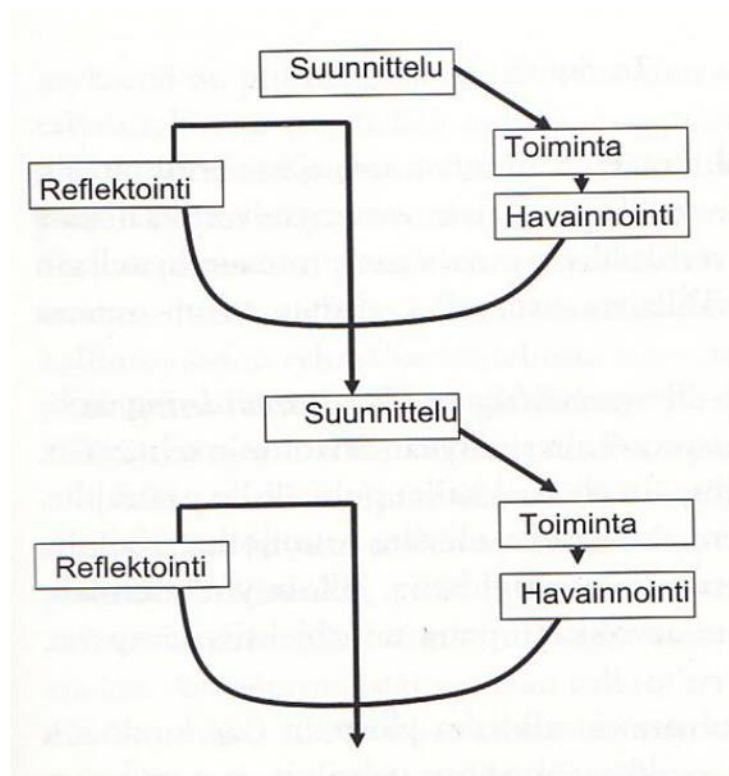 Suunnittelu
Toiminta
Reflektointi
Havainnointi
Suunnittelu
Toiminta
Reflektointi
Havainnointi